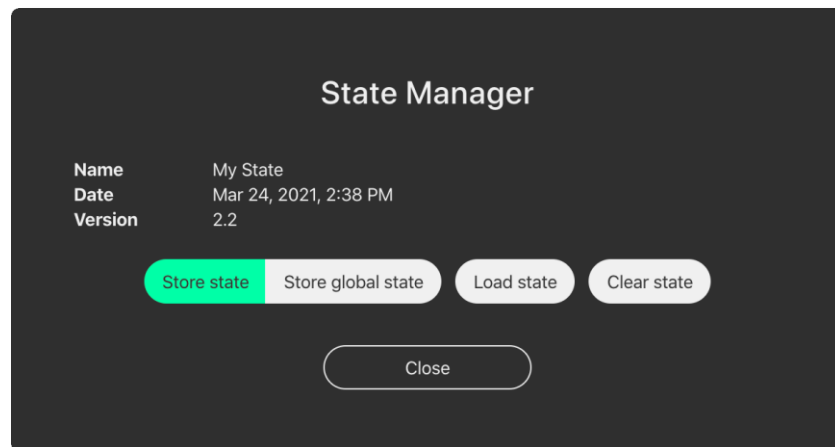 State Manager
Name My State
Date Mar 24, 2021, 2:38 PM
Version 2.2
Store state Store global state Load state Clear state
Close